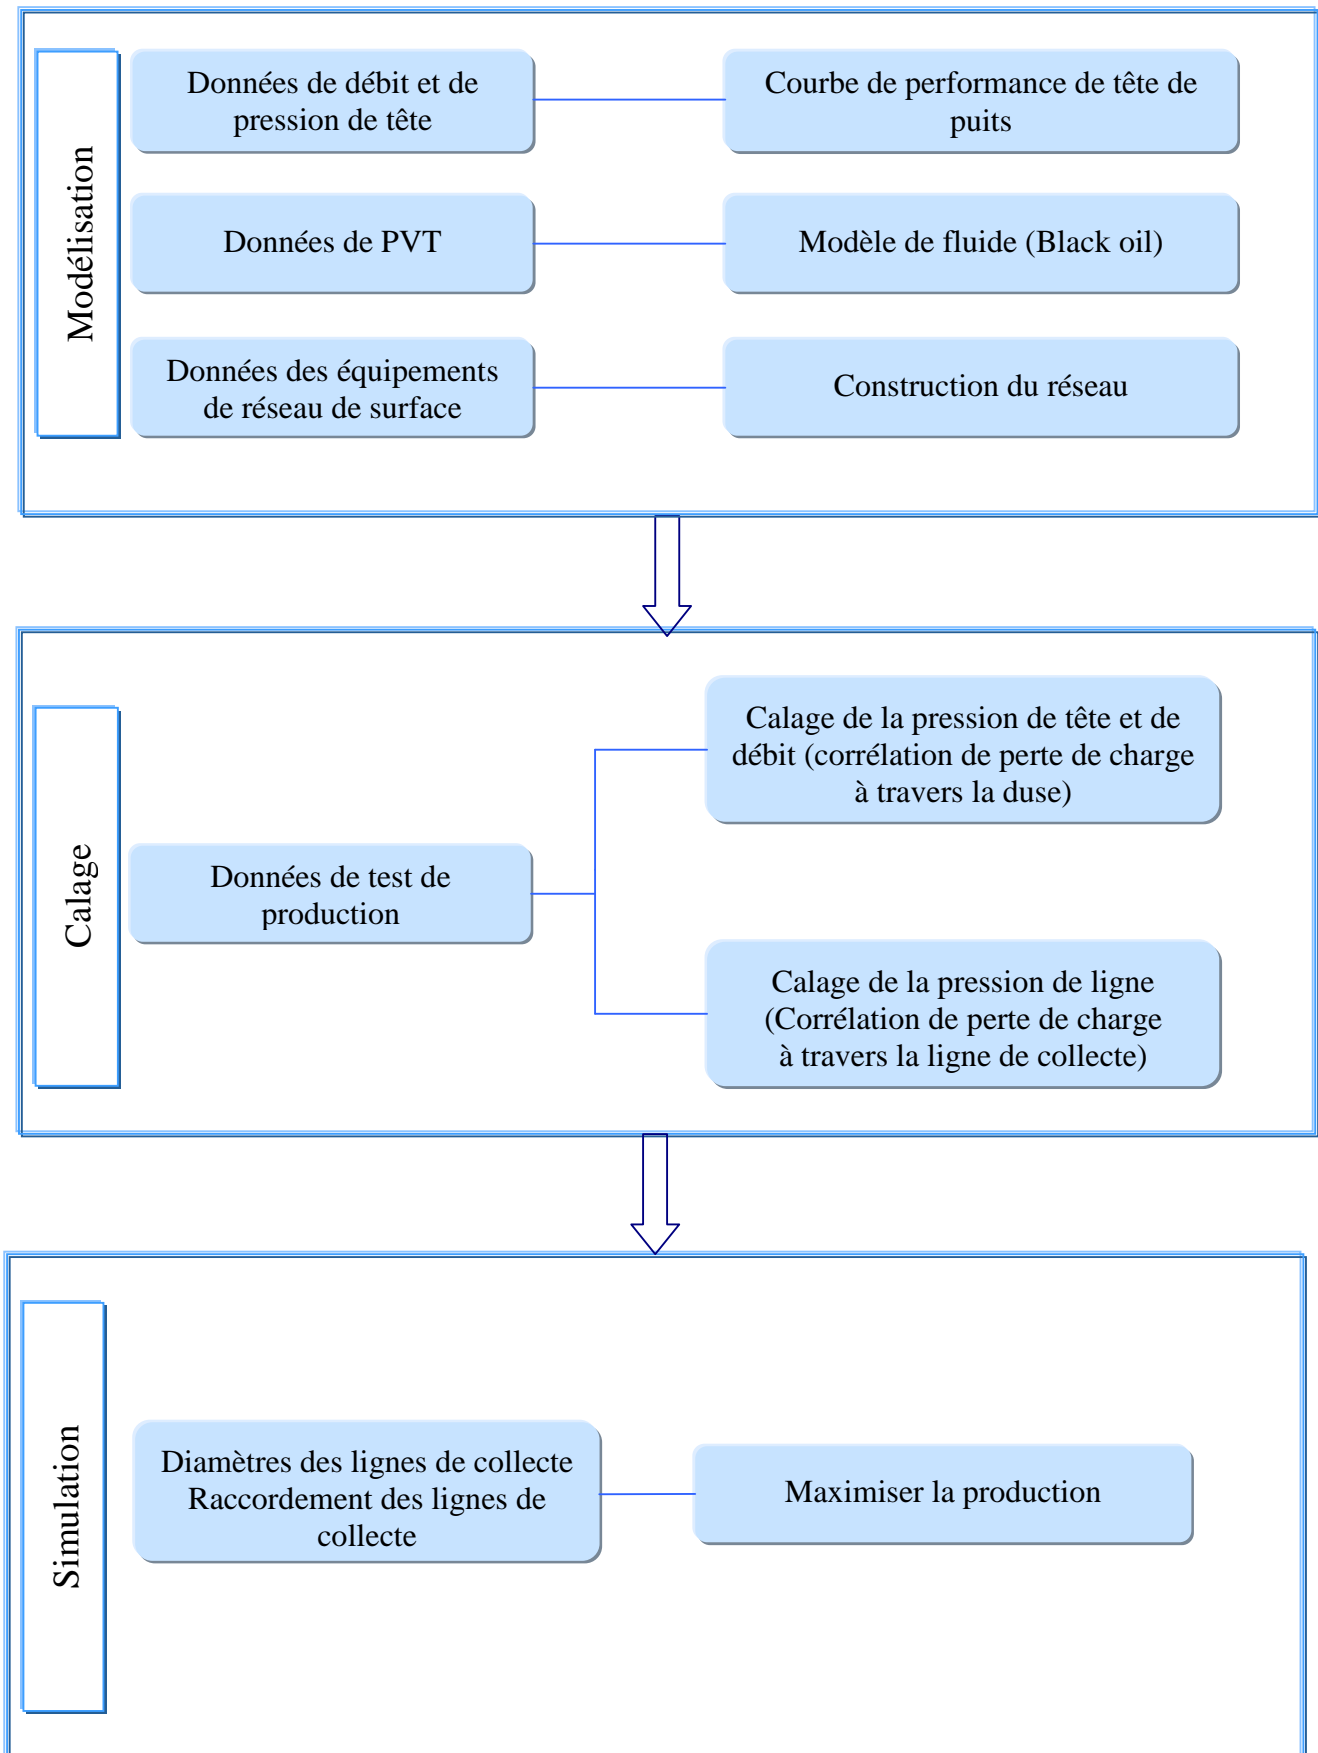 Modélisation
Données de débit et de
pression de tête
Courbe de performance de tête de
puits
Données de PVT
Modèle de fluide (Black oil)
Données des équipements
de réseau de surface
Construction du réseau
Calage
Données de test de
production
Calage de la pression de tête et de
débit (corrélation de perte de charge
à travers la duse)
Calage de la pression de ligne
(Corrélation de perte de charge
à travers la ligne de collecte)
Simulation
Diamètres des lignes de collecte
Raccordement des lignes de
collecte
Maximiser la production